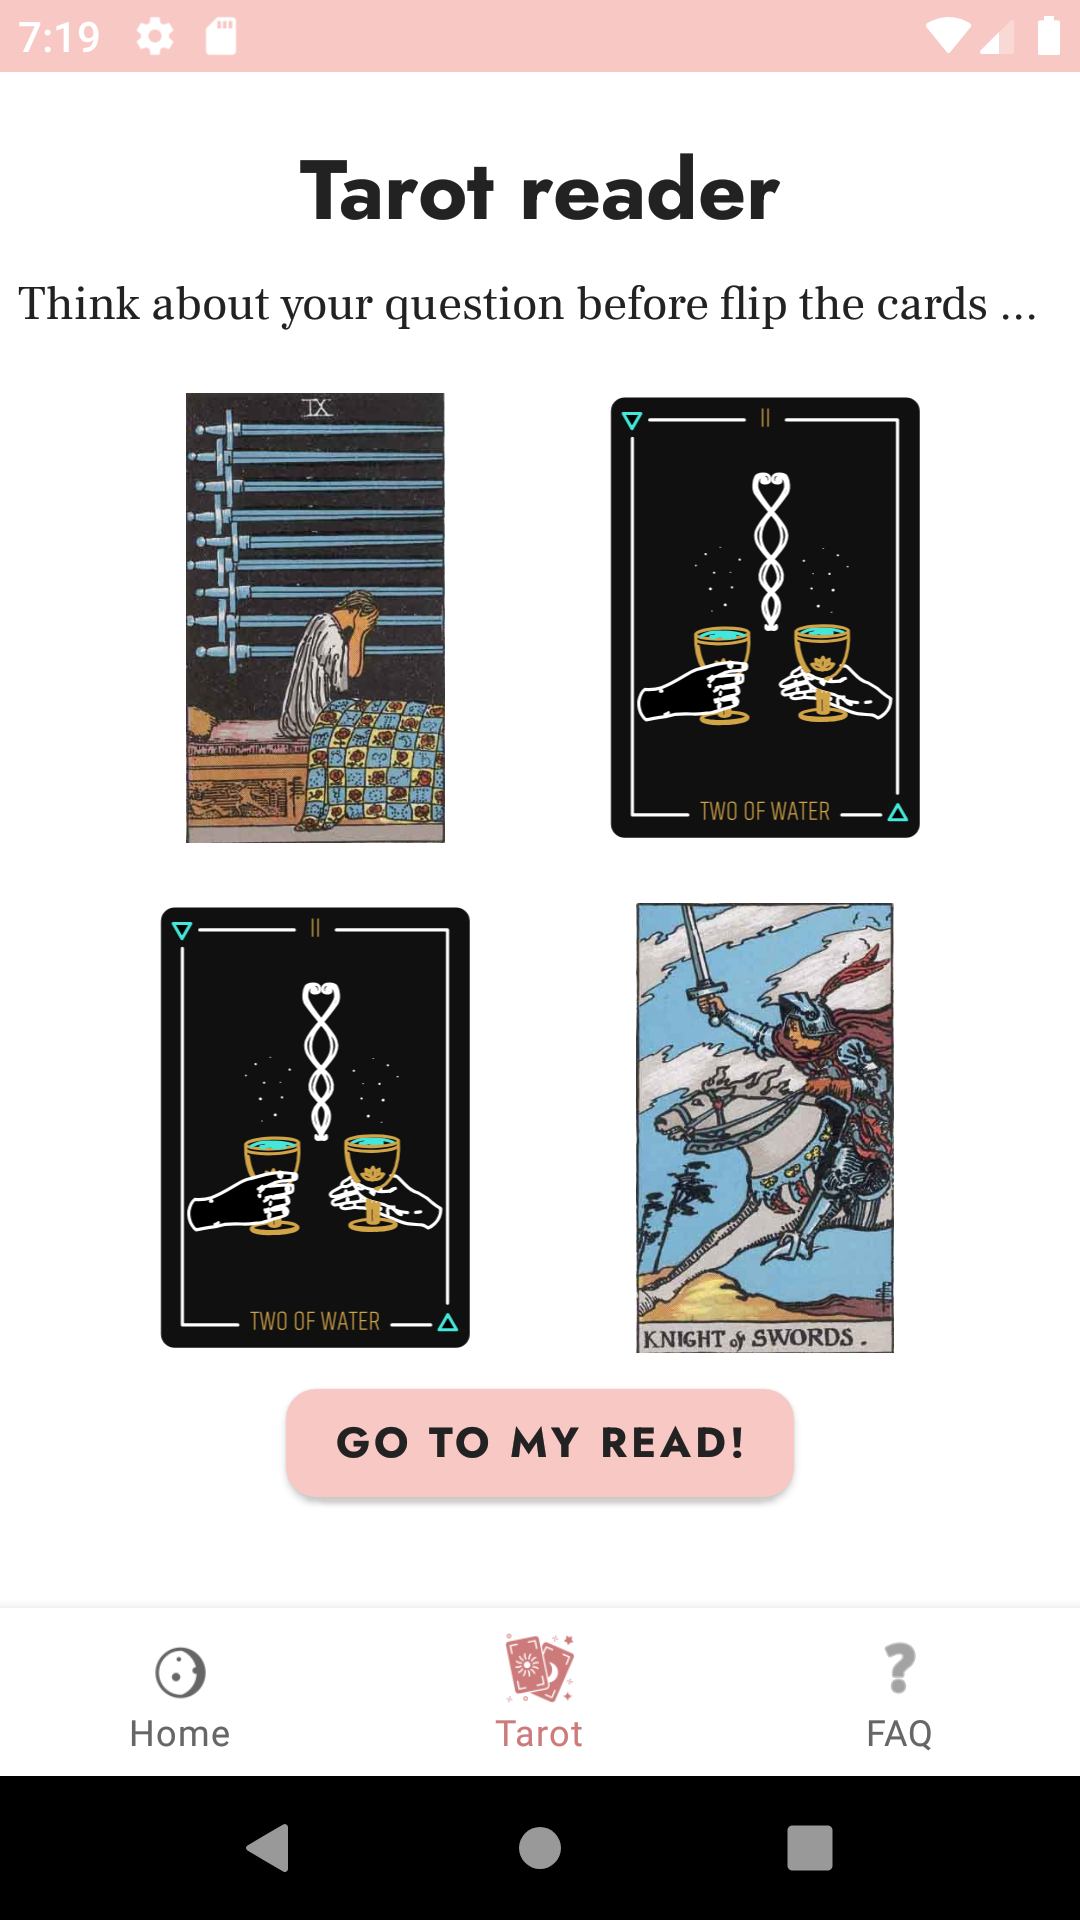 7:19
Tarot reader
Think about your question before flip the cards ...
IX
II
TWO OF WATER
II
TWO OF WATER
KNIGHT of SWORDS.
GO TO MY READ!
Home
Tarot
?
FAQ